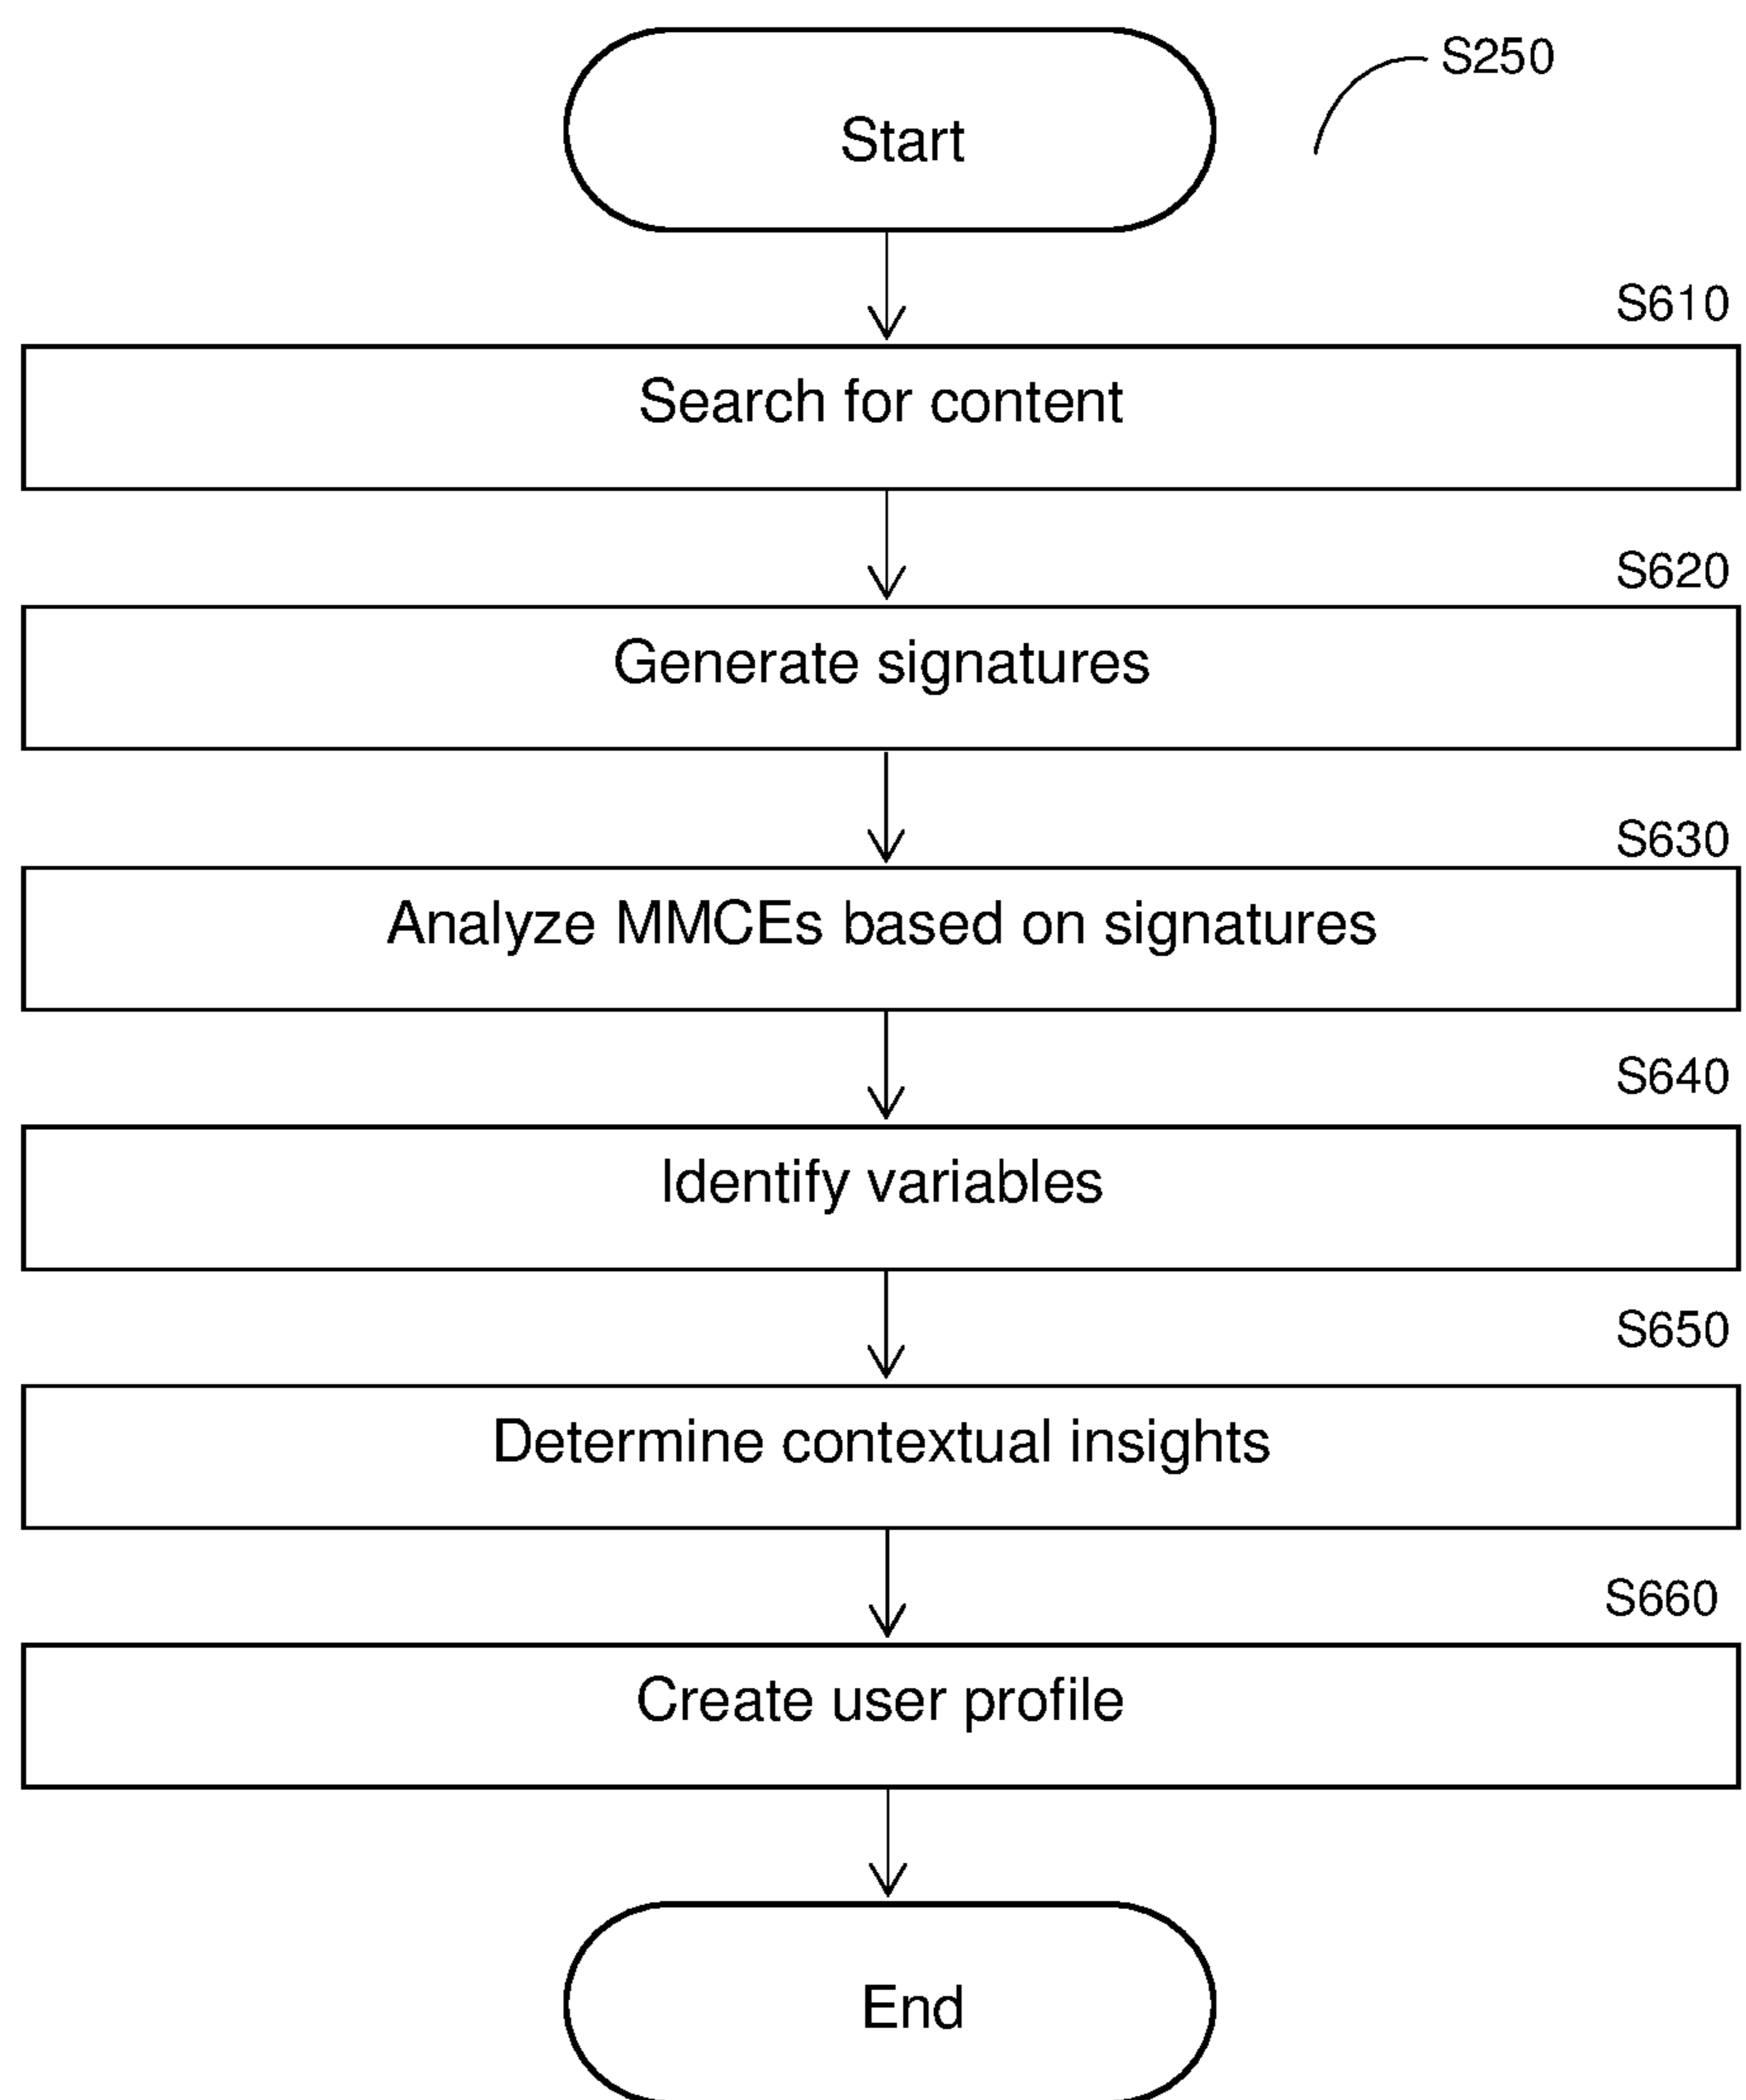 Start
S250
S610
Search for content
S620
Generate signatures
S630
Analyze MMCEs based on signatures
S640
Identify variables
S650
Determine contextual insights
S660
Create user profile
End